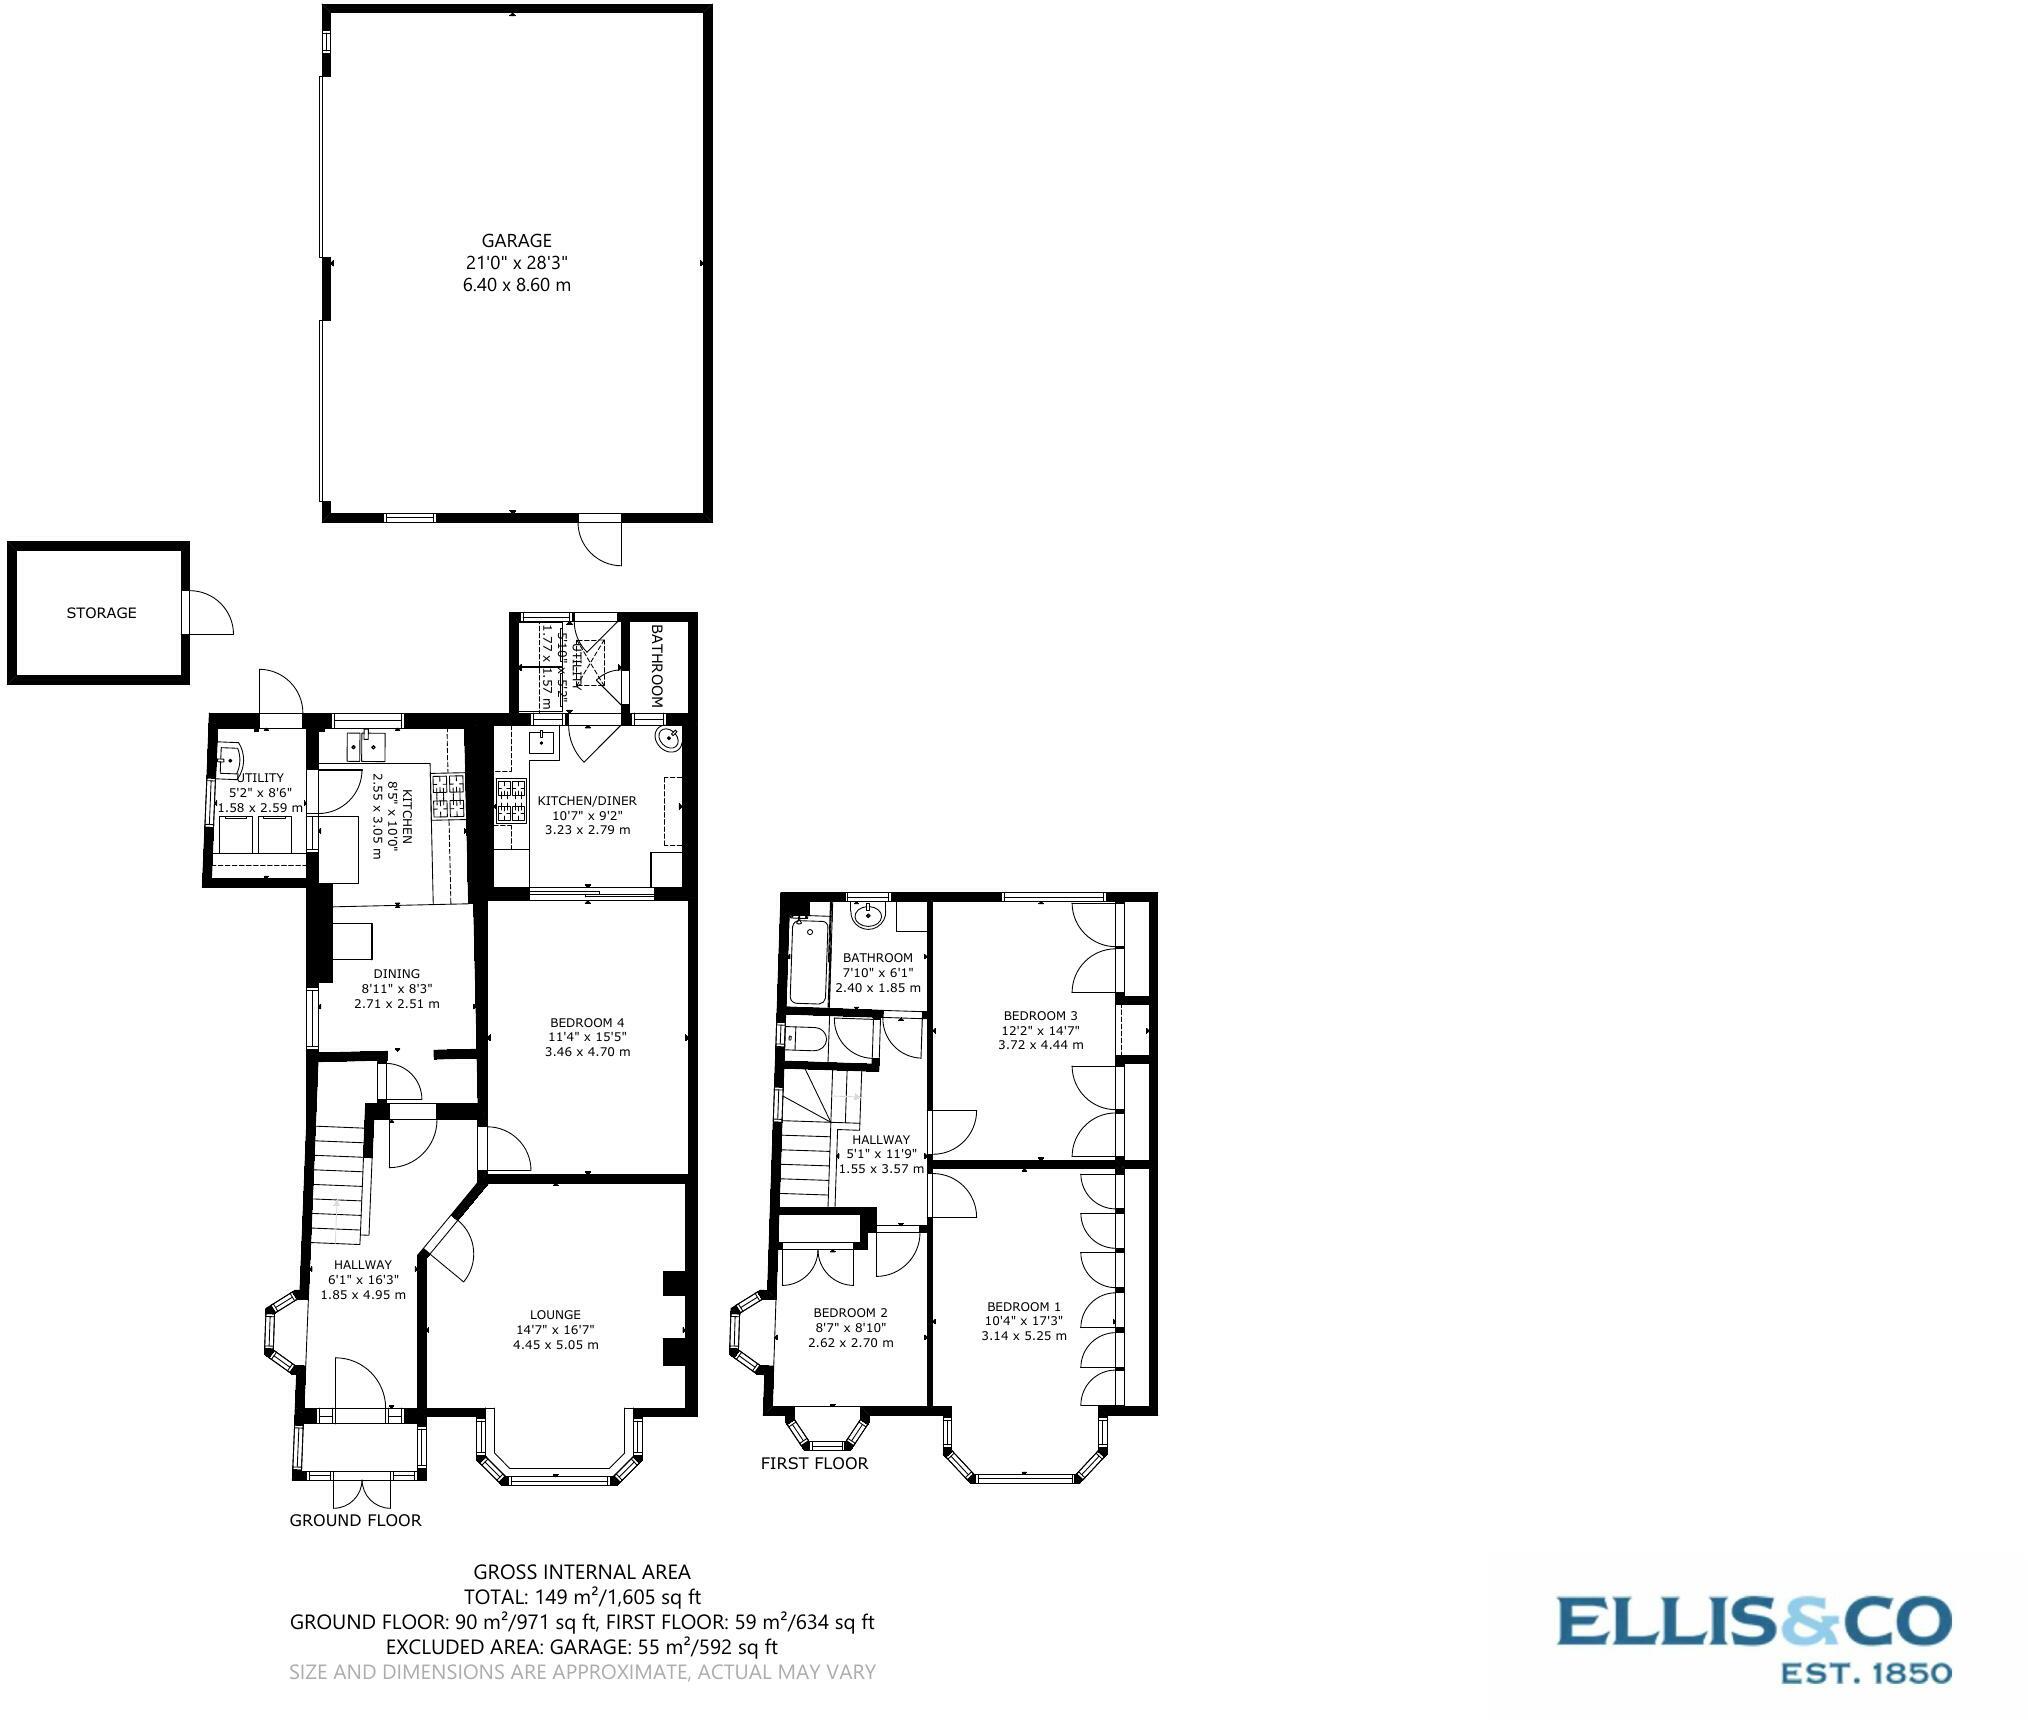 GARAGE
21'0" x 28'3"
6.40 x 8.60 m
STORAGE
UTILITY
5'10" x 5'2"
1.77 x 1.57 m
BATHROOM
UTILITY
5'2" x 8'6"
1.58 x 2.59 m
KITCHEN
8'5" x 10'0"
2.55 x 3.05 m
KITCHEN/DINER
10'7" x 9'2"
3.23 x 2.79 m
DINING
8'11" x 8'3"
2.71 x 2.51 m
BEDROOM 4
11'4" x 15'5"
3.46 x 4.70 m
HALLWAY
6'1" x 16'3"
1.85 x 4.95 m
LOUNGE
14'7" x 16'7"
4.45 x 5.05 m
GROUND FLOOR
BATHROOM
7'10" x 6'1"
2.40 x 1.85 m
BEDROOM 3
12'2" x 14'7"
3.72 x 4.44 m
HALLWAY
5'1" x 11'9"
1.55 x 3.57 m
BEDROOM 2
8'7" x 8'10"
2.62 x 2.70 m
BEDROOM 1
10'4" x 17'3"
3.14 x 5.25 m
FIRST FLOOR
GROSS INTERNAL AREA
TOTAL: 149 m²/1,605 sq ft
GROUND FLOOR: 90 m²/971 sq ft, FIRST FLOOR: 59 m²/634 sq ft
EXCLUDED AREA: GARAGE: 55 m²/592 sq ft
SIZE AND DIMENSIONS ARE APPROXIMATE, ACTUAL MAY VARY
ELLIS&CO
EST. 1850